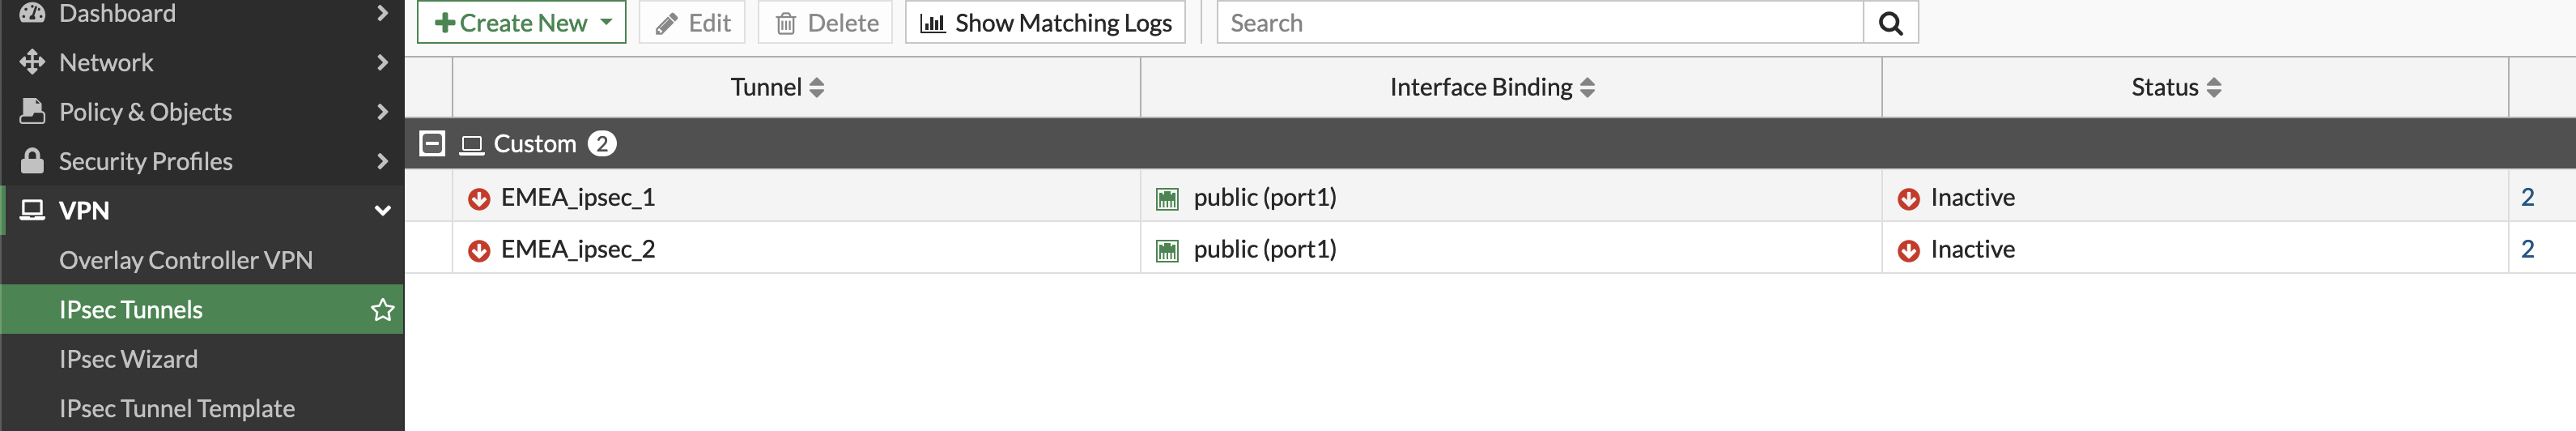 Dashboard
Network
Policy & Objects
Security Profiles
VPN
Overlay Controller VPN
IPsec Tunnels
IPsec Wizard
IPsec Tunnel Template
Create New Edit Delete Show Matching Logs Search
Tunnel Interface Binding Status
Custom 2
EMEA_ipsec_1 public (port1) Inactive 2
EMEA_ipsec_2 public (port1) Inactive 2